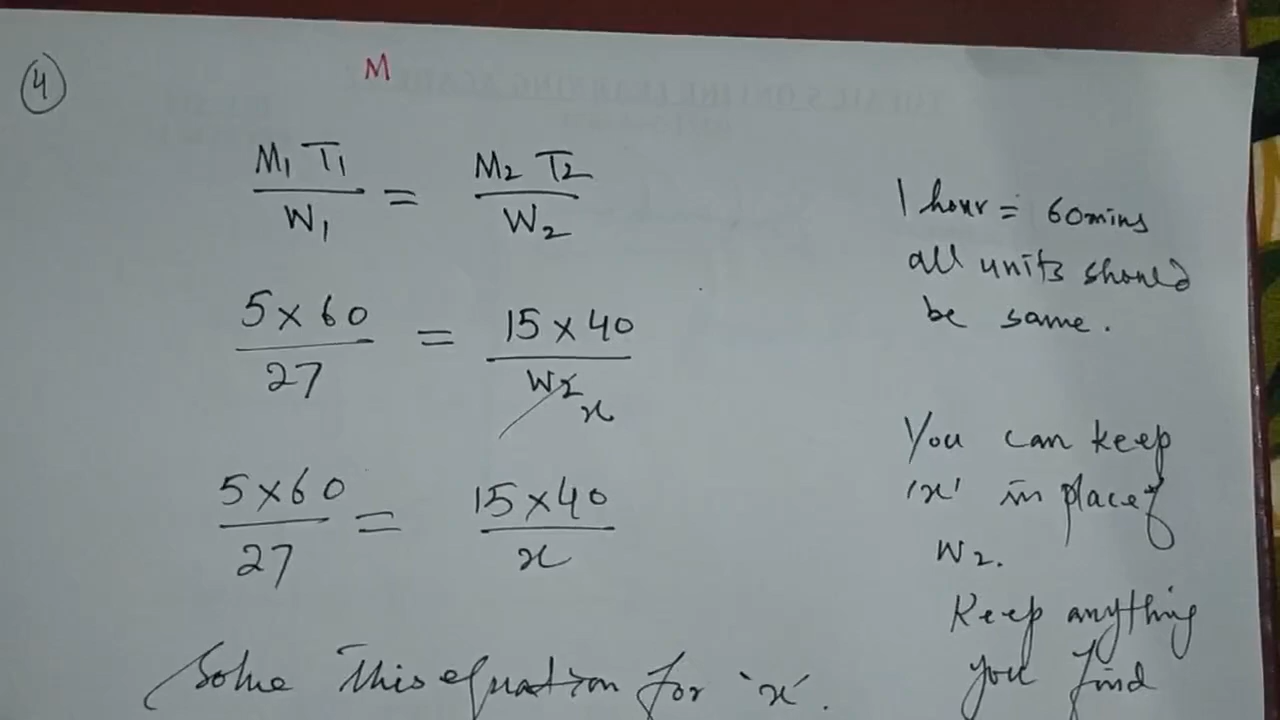 4
M
M1 T1 / W1 = M2 T2 / W2
5 x 60 / 27 = 15 x 40 / W2 x
5 x 60 / 27 = 15 x 40 / x
Solve This equation for 'x'.
1 hour = 60mins
all units should
be same.
You can keep
'x' in place of
W2.
Keep anything
you find